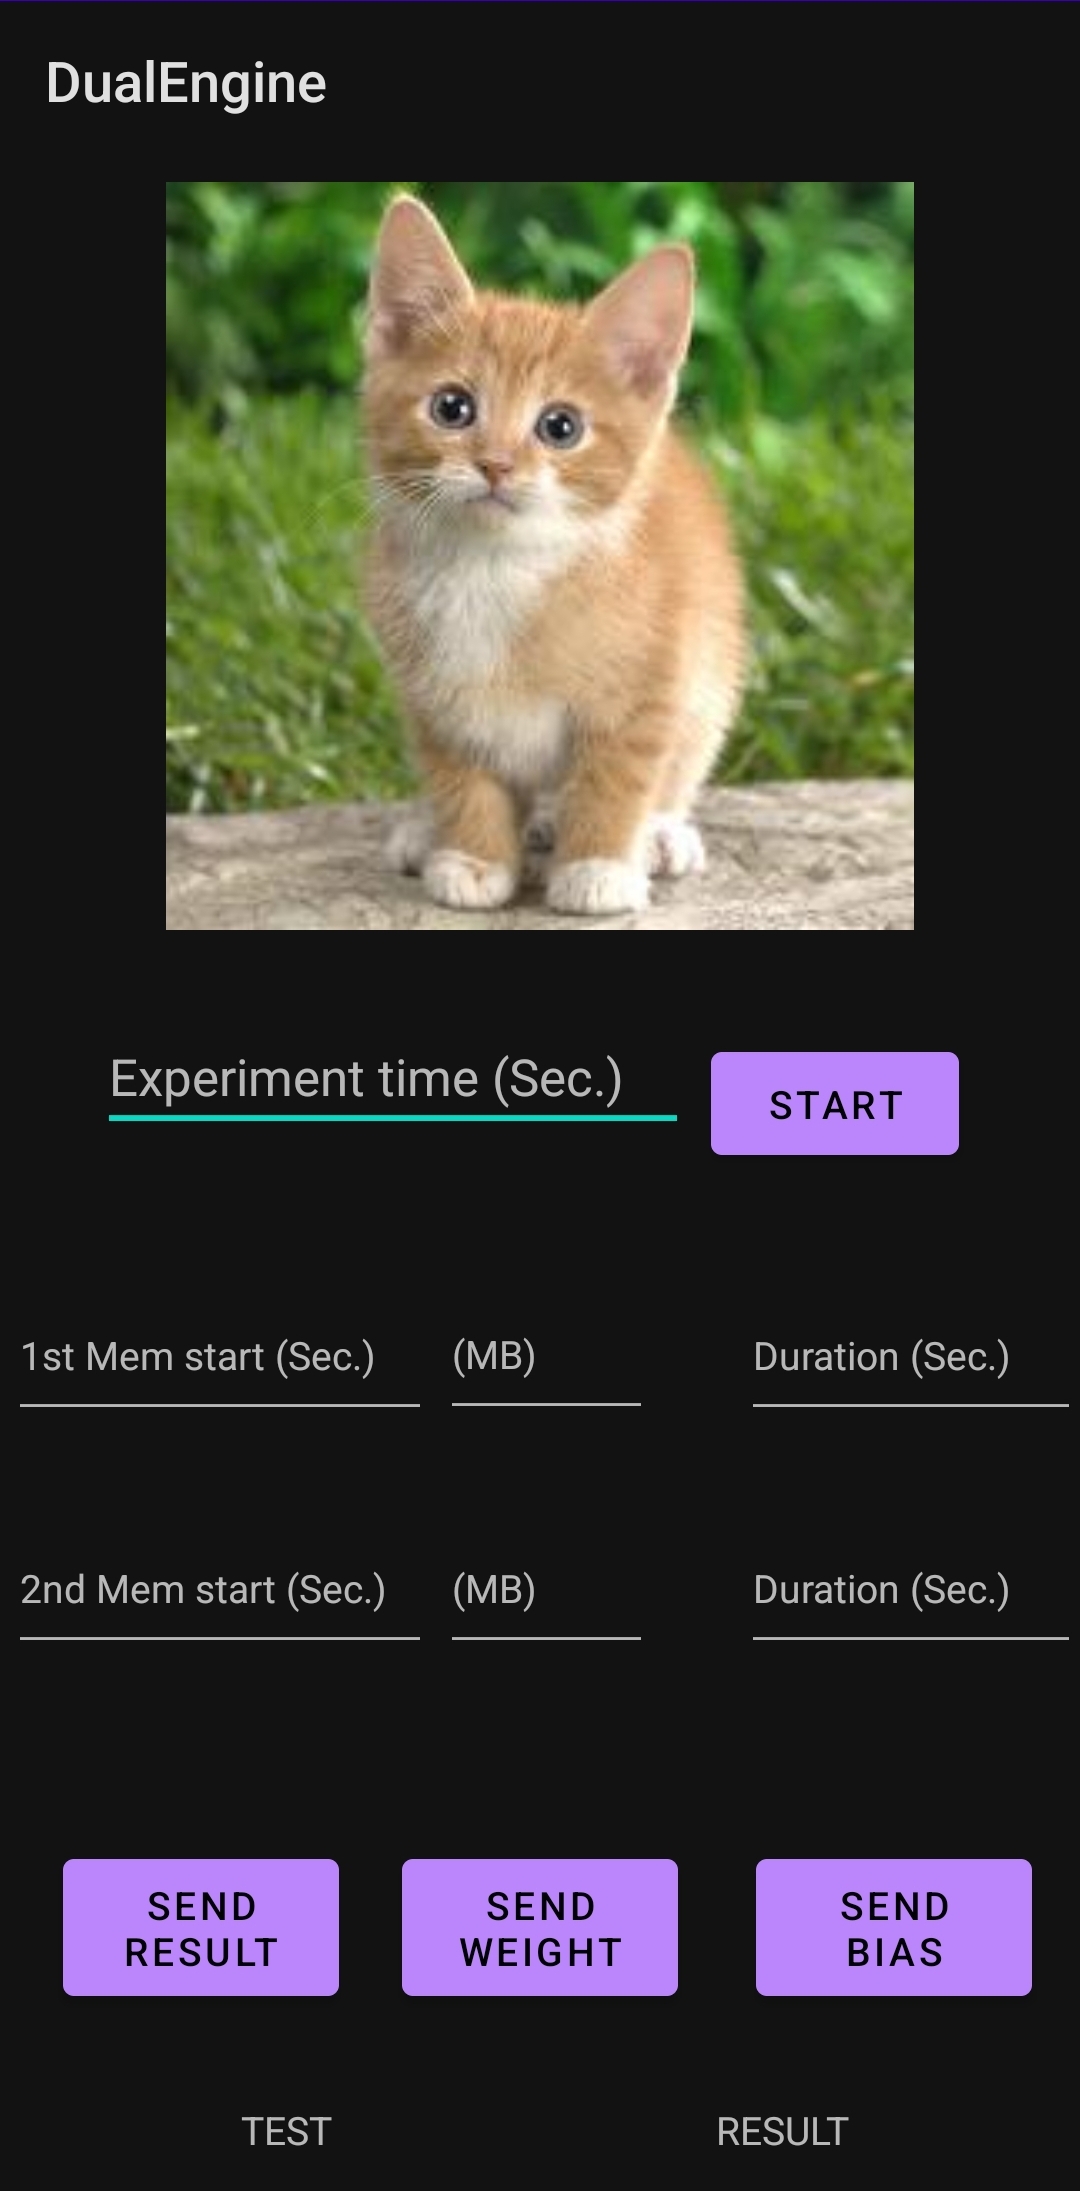 DualEngine
Experiment time (Sec.)
START
1st Mem start (Sec.)
(MB)
Duration (Sec.)
2nd Mem start (Sec.)
(MB)
Duration (Sec.)
SEND
RESULT
SEND
WEIGHT
SEND
BIAS
TEST
RESULT